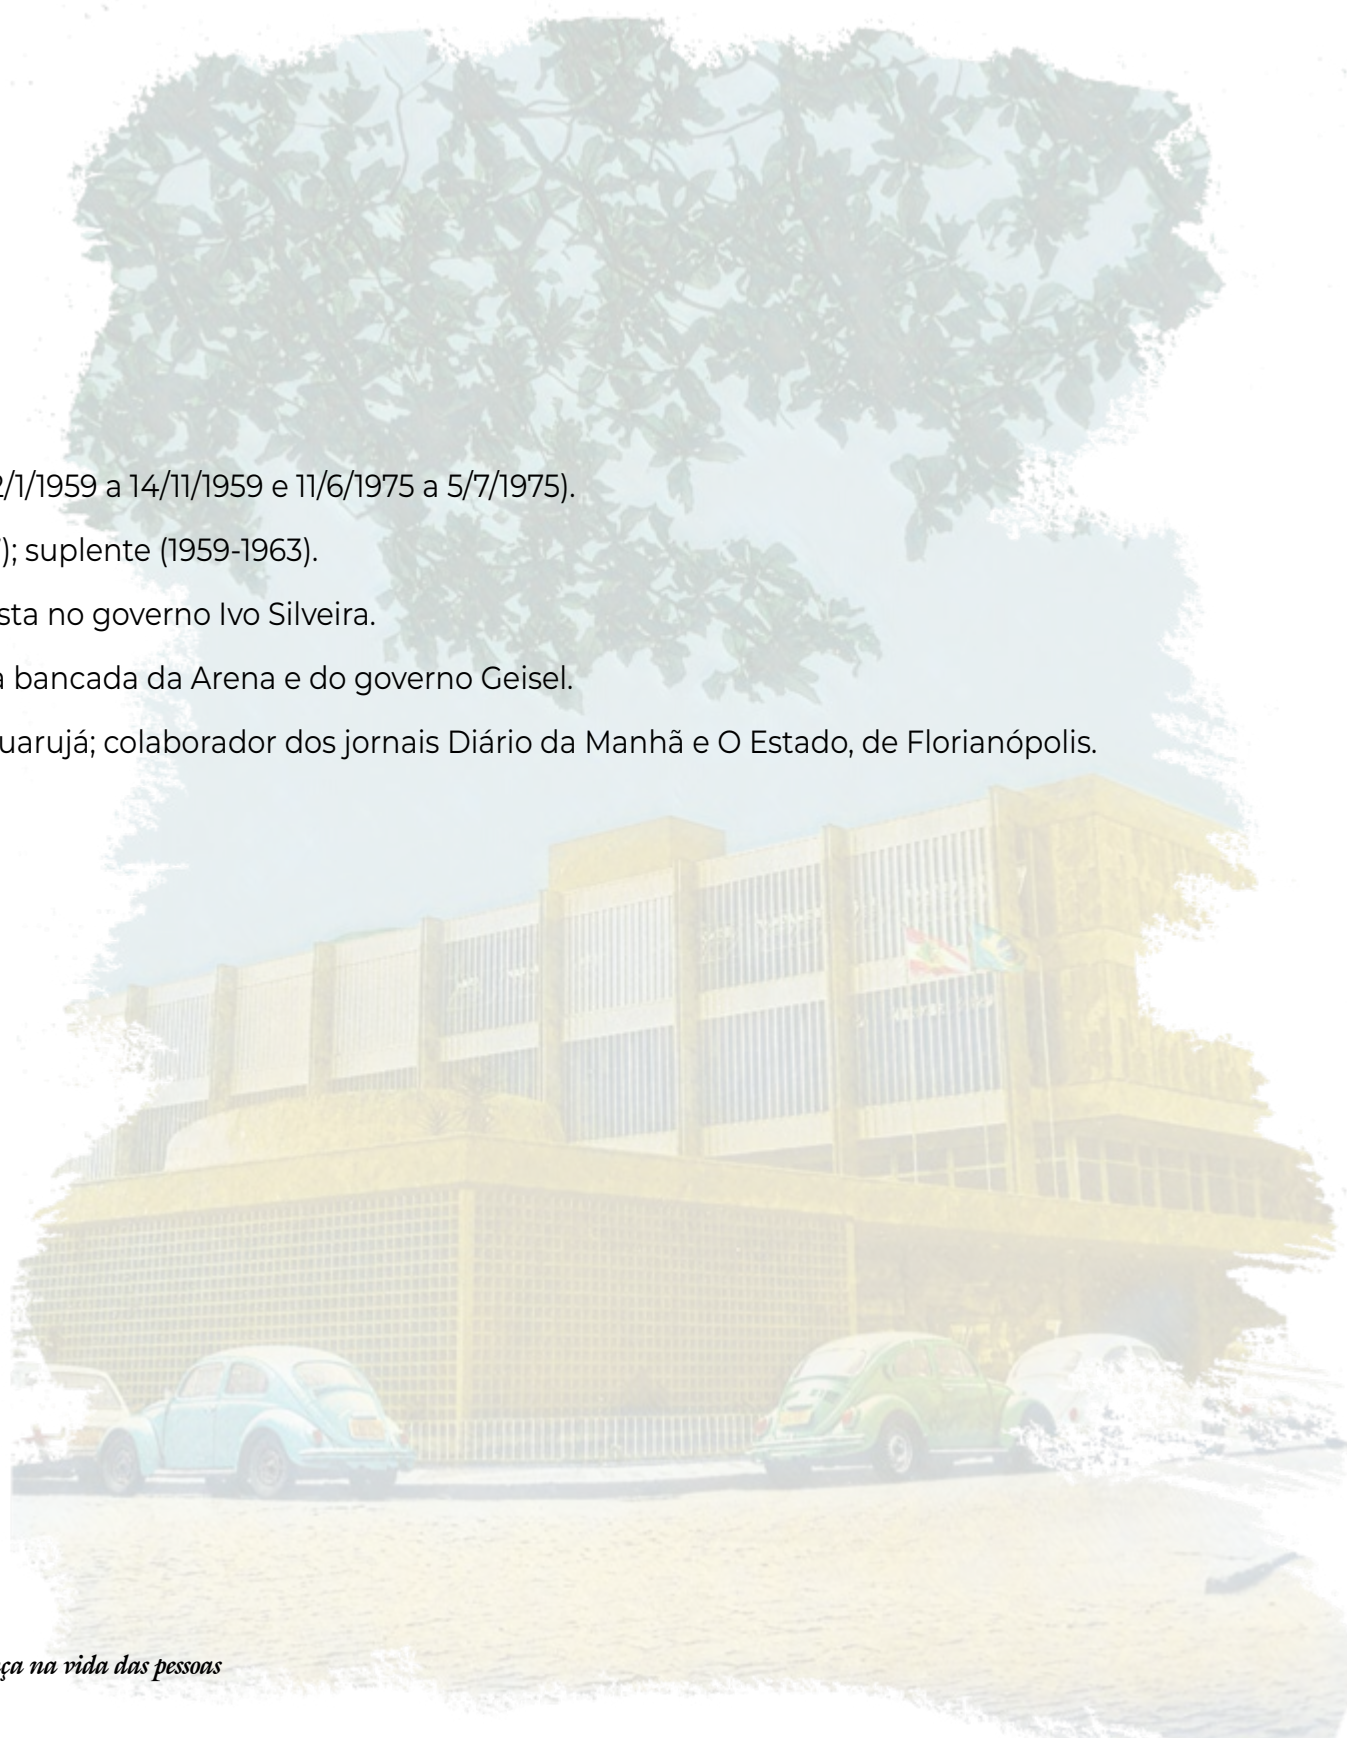 2/1/1959 a 14/11/1959 e 11/6/1975 a 5/7/1975).
); suplente (1959-1963).
sta no governo Ivo Silveira.
a bancada da Arena e do governo Geisel.
uarujá; colaborador dos jornais Diário da Manhã e O Estado, de Florianópolis.
ça na vida das pessoas